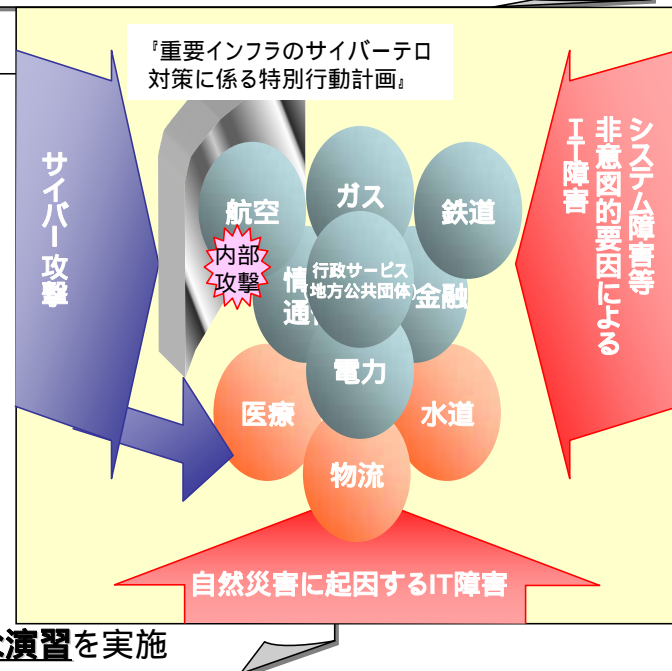 『重要インフラのサイバーテロ
対策に係る特別行動計画』
サイバー攻撃
システム障害等
非意図的要因による
IT障害
航空
ガス
鉄道
内部
攻撃
情
通
行政サービス
(地方公共団体)
金融
電力
医療
水道
物流
自然災害に起因するIT障害
演習を実施